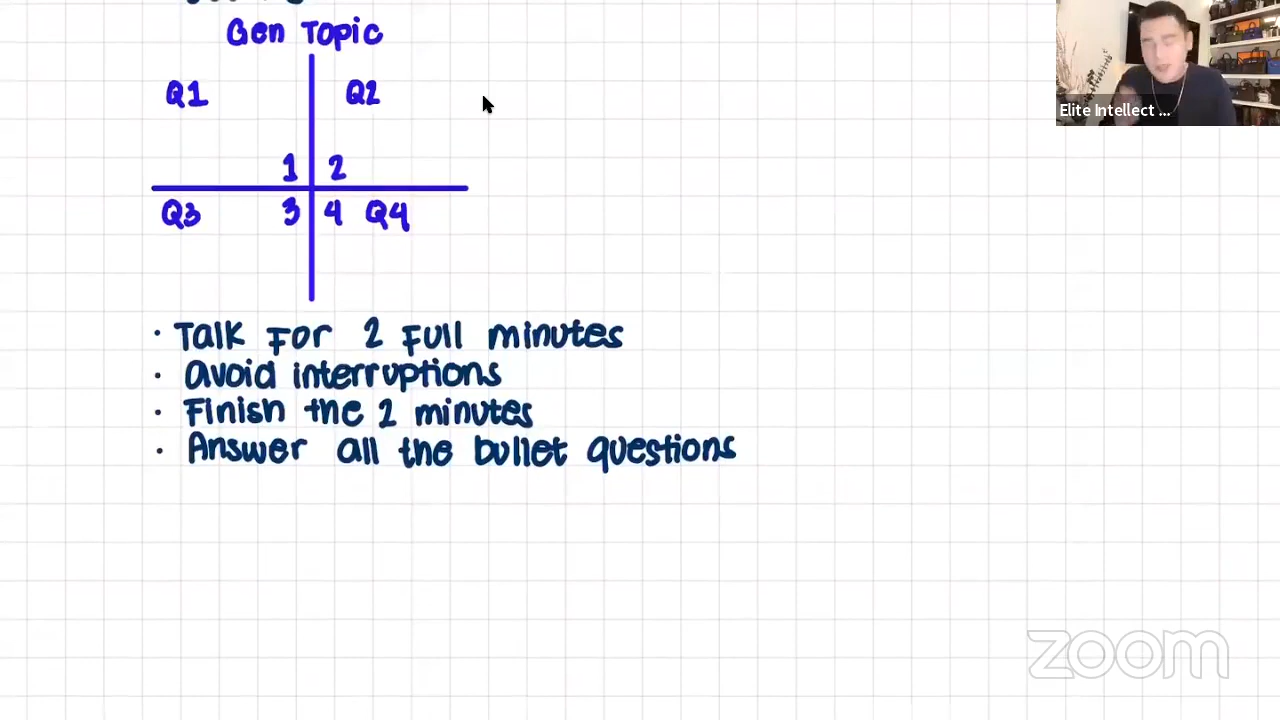 Gen Topic
Q1 Q2
1 2
Q3 3 4 Q4
· Talk For 2 Full minutes
· avoid interruptions
· Finish the 2 minutes
· Answer all the bullet questions
Elite Intellect ...
zoom